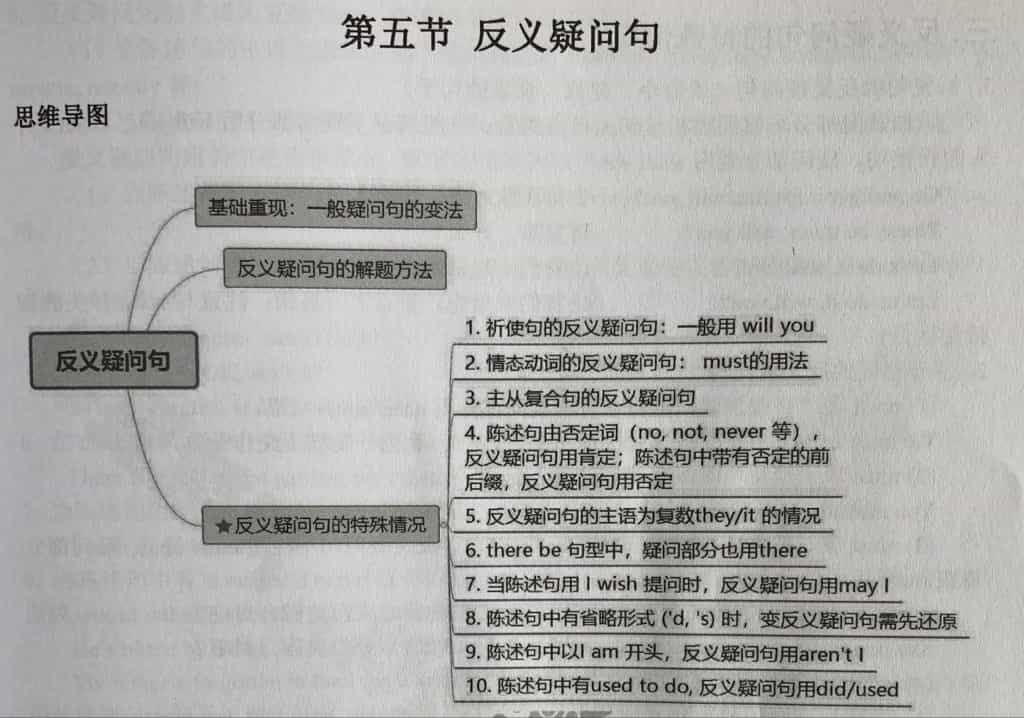 第五节 反义疑问句
思维导图
基础重现：一般疑问句的变法
反义疑问句的解题方法
反义疑问句
★反义疑问句的特殊情况
1. 祈使句的反义疑问句：一般用 will you
2. 情态动词的反义疑问句： must的用法
3. 主从复合句的反义疑问句
4. 陈述句由否定词（no, not, never 等），
反义疑问句用肯定；陈述句中带有否定的前
后缀，反义疑问句用否定
5. 反义疑问句的主语为复数they/it 的情况
6. there be 句型中，疑问部分也用there
7. 当陈述句用 I wish 提问时，反义疑问句用may I
8. 陈述句中有省略形式 ('d, 's) 时，变反义疑问句需先还原
9. 陈述句中以I am 开头，反义疑问句用aren't I
10. 陈述句中有used to do, 反义疑问句用did/used